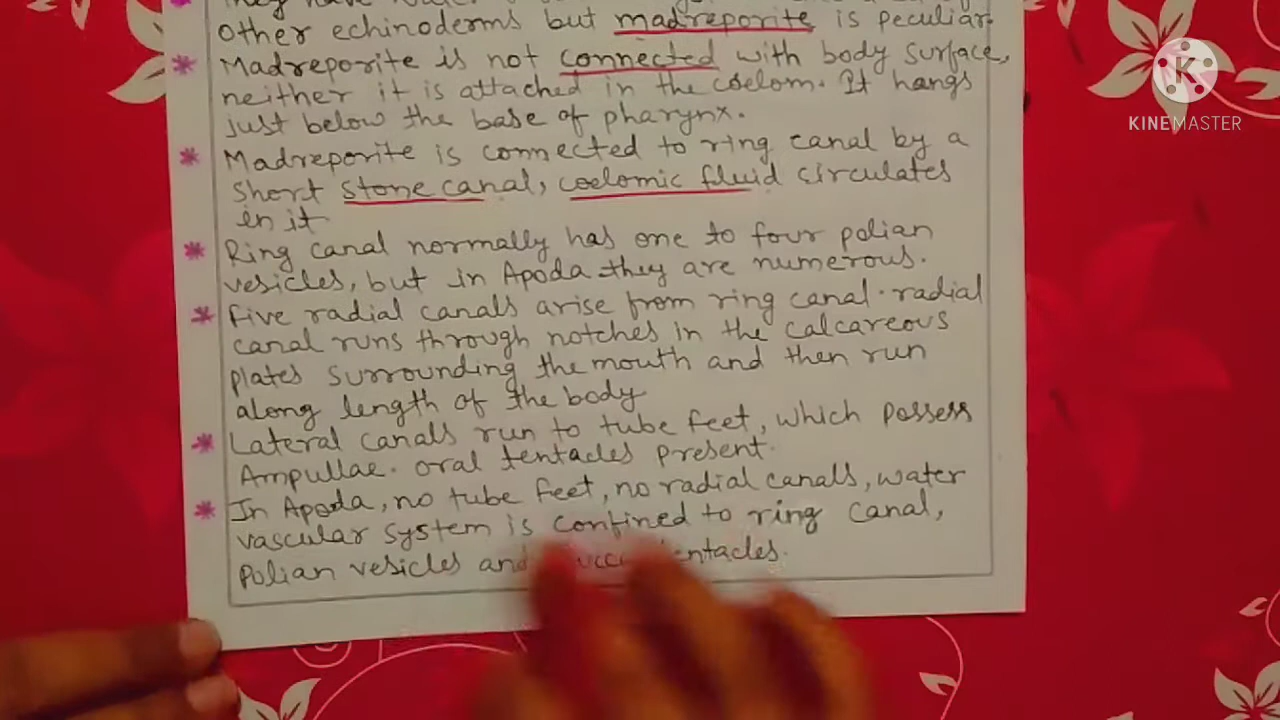 other echinoderms but madreporite is peculiar.
* Madreporite is not connected with body surface,
neither it is attached in the coelom. It hangs
just below the base of pharynx.
* Madreporite is connected to ring canal by a
short stone canal, coelomic fluid circulates
in it
* Ring canal normally has one to four polian
vesicles, but in Apoda they are numerous.
* Five radial canals arise from ring canal. radial
canal runs through notches in the calcareous
plates surrounding the mouth and then run
along length of the body
* Lateral canals run to tube feet, which possess
Ampullae. oral tentacles present.
* In Apoda, no tube feet, no radial canals, water
vascular system is confined to ring canal,
polian vesicles and tentacles.
K
KINEMASTER